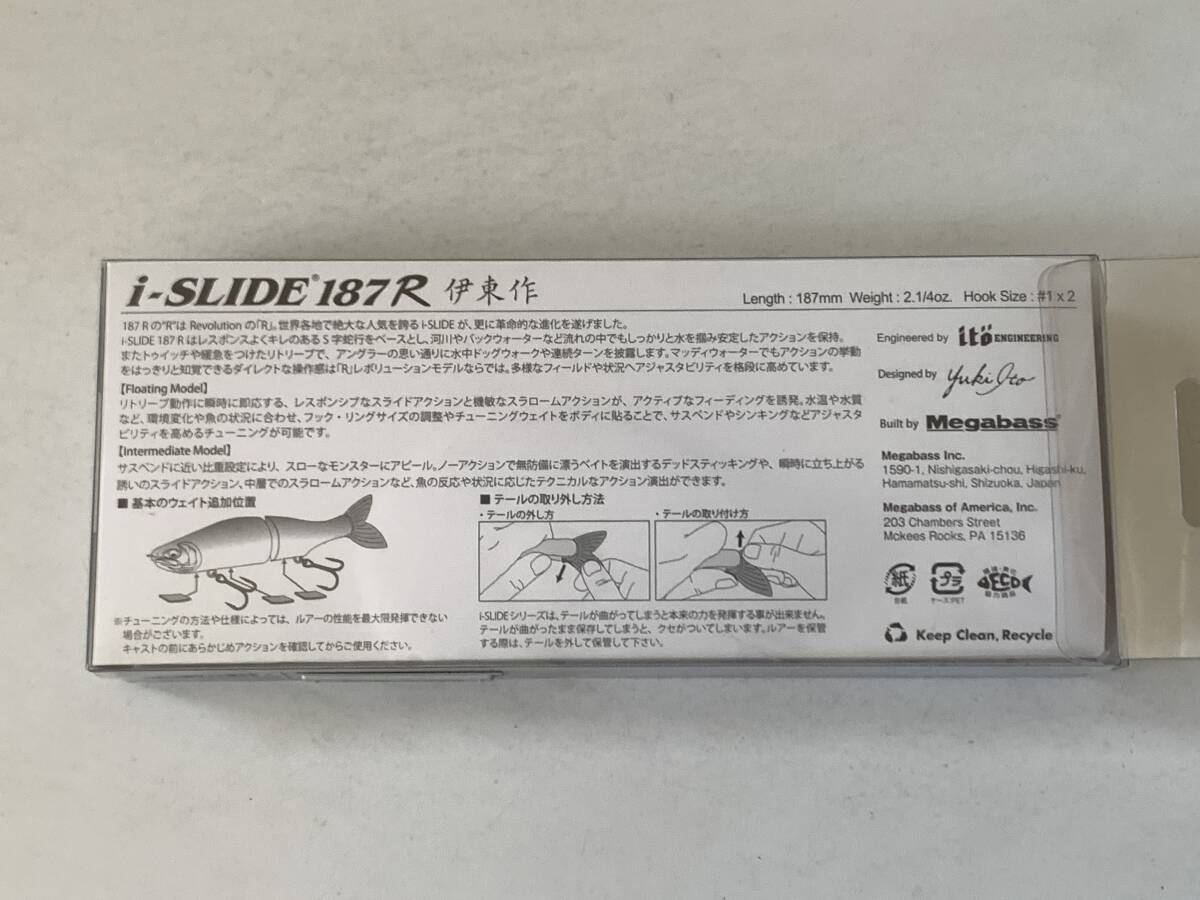 i-SLIDE® 187R 伊東作
Length : 187mm Weight : 2.1/4oz. Hook Size : #1 x 2
187 Rの"R"は Revolution の「R」。世界各地で絶大な人気を誇る i-SLIDE が、更に革命的な進化を遂げました。
i-SLIDE 187 R はレスポンスよくキレのある S 字蛇行をベースとし、河川やバックウォーターなど流れの中でもしっかりと水を掴み安定したアクションを保持。
またトゥイッチや緩急をつけたリトリーブで、アングラーの思い通りに水中ドッグウォークや連続ターンを披露します。マッディウォーターでもアクションの挙動
をはっきりと知覚できるダイレクトな操作感は「R」レボリューションモデルならでは。多様なフィールドや状況へアジャスタビリティを格段に高めています。
【Floating Model】
リトリーブ動作に瞬時に即応する、レスポンシブなスライドアクションと機敏なスラロームアクションが、アクティブなフィーディングを誘発。水温や水質
など、環境変化や魚の状況に合わせ、フック・リングサイズの調整やチューニングウェイトをボディに貼ることで、サスペンドやシンキングなどアジャスタ
ビリティを高めるチューニングが可能です。
【Intermediate Model】
サスペンドに近い比重設定により、スローなモンスターにアピール。ノーアクションで無防備に漂うベイトを演出するデッドスティッキングや、瞬時に立ち上がる
誘いのスライドアクション、中層でのスラロームアクションなど、魚の反応や状況に応じたテクニカルなアクション演出ができます。
■ 基本のウェイト追加位置
※チューニングの方法や仕様によっては、ルアーの性能を最大限発揮できない
場合がございます。
キャストの前にあらかじめアクションを確認してからご使用ください。
■ テールの取り外し方法
・テールの外し方
・テールの取り付け方
i-SLIDEシリーズは、テールが曲がってしまうと本来の力を発揮する事が出来ません。
テールが曲がったまま保存してしまうと、クセがついてしまいます。ルアーを保管
する際は、テールを外して保管して下さい。
Engineered by itö ENGINEERING
Designed by Yuki Ito
Built by Megabass
Megabass Inc.
1590-1, Nishigasaki-chou, Higashi-ku,
Hamamatsu-shi, Shizuoka, Japan
Megabass of America, Inc.
203 Chambers Street
Mckees Rocks, PA 15136
紙
台紙
プラ
ケース:PET
ECO
Keep Clean, Recycle